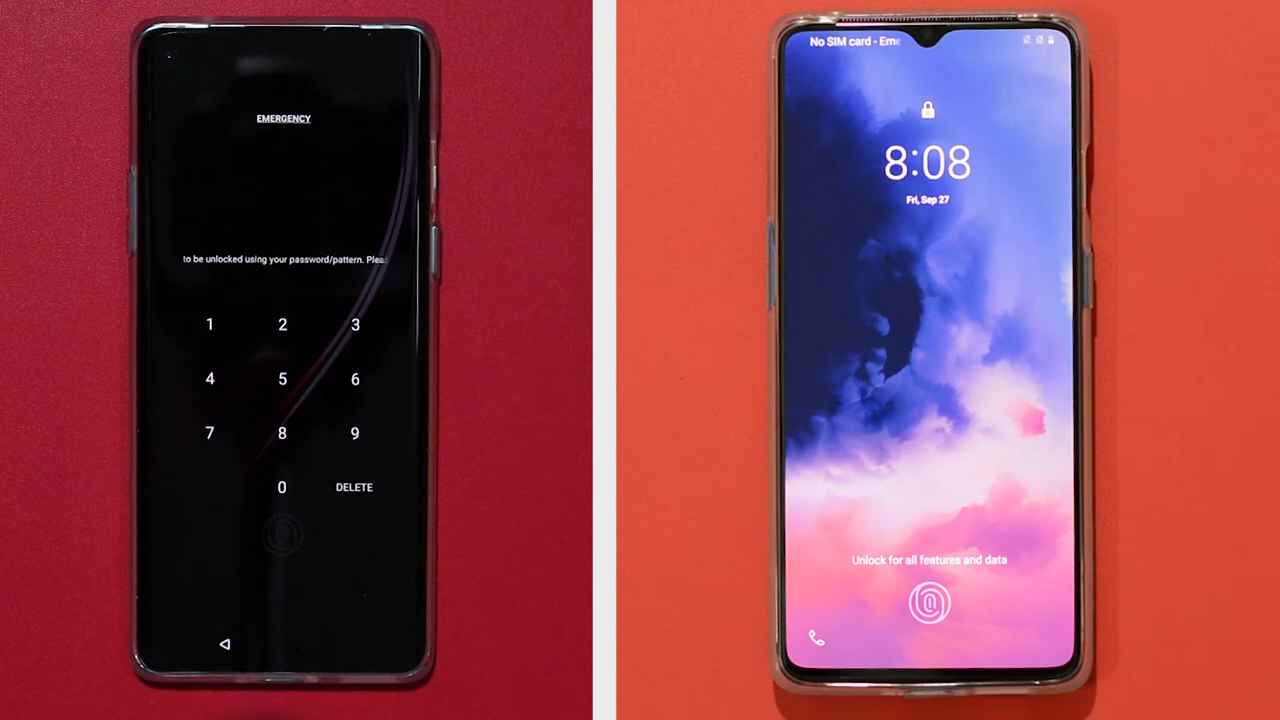 EMERGENCY
to be unlocked using your password/pattern.
1 2 3
4 5 6
7 8 9
0 DELETE
No SIM card - Eme
8:08
Fri, Sep 27
Unlock for all features and data